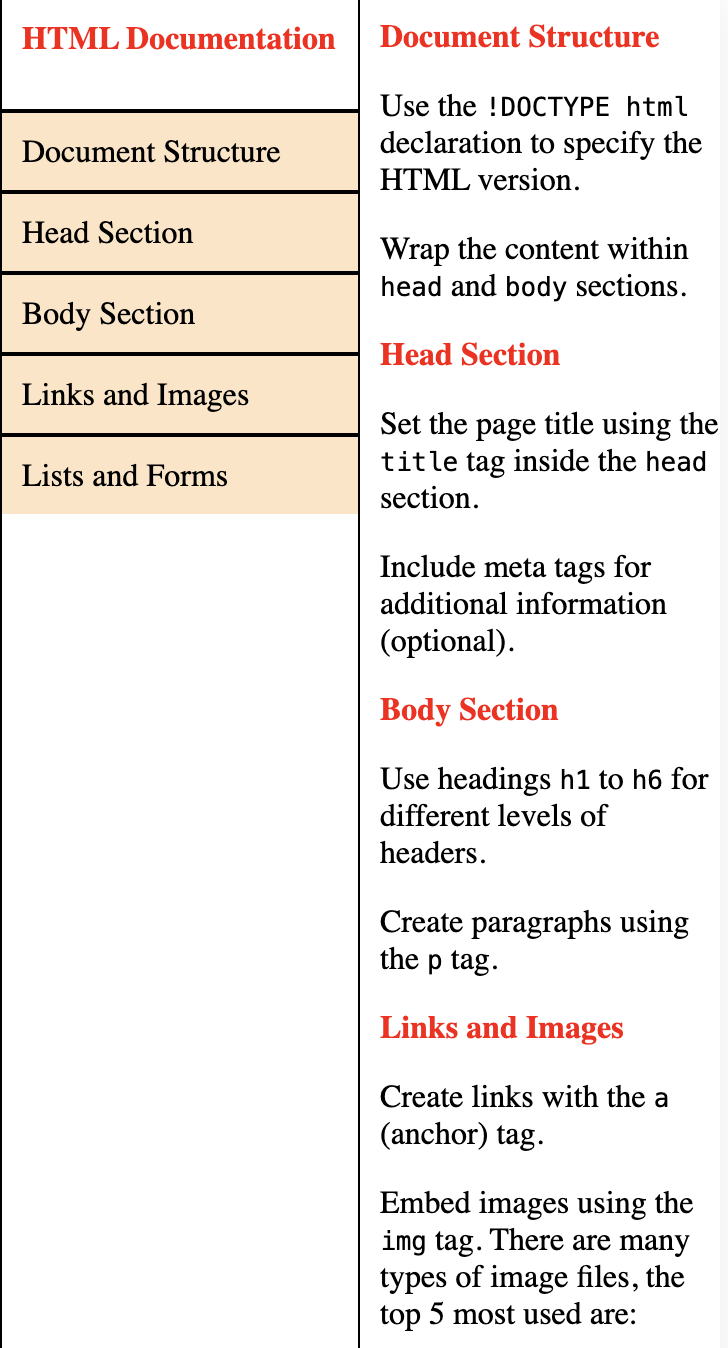 HTML Documentation
Document Structure
Head Section
Body Section
Links and Images
Lists and Forms
Document Structure
Use the !DOCTYPE html
declaration to specify the
HTML version.
Wrap the content within
head and body sections.
Head Section
Set the page title using the
title tag inside the head
section.
Include meta tags for
additional information
(optional).
Body Section
Use headings h1 to h6 for
different levels of
headers.
Create paragraphs using
the p tag.
Links and Images
Create links with the a
(anchor) tag.
Embed images using the
img tag. There are many
types of image files, the
top 5 most used are: